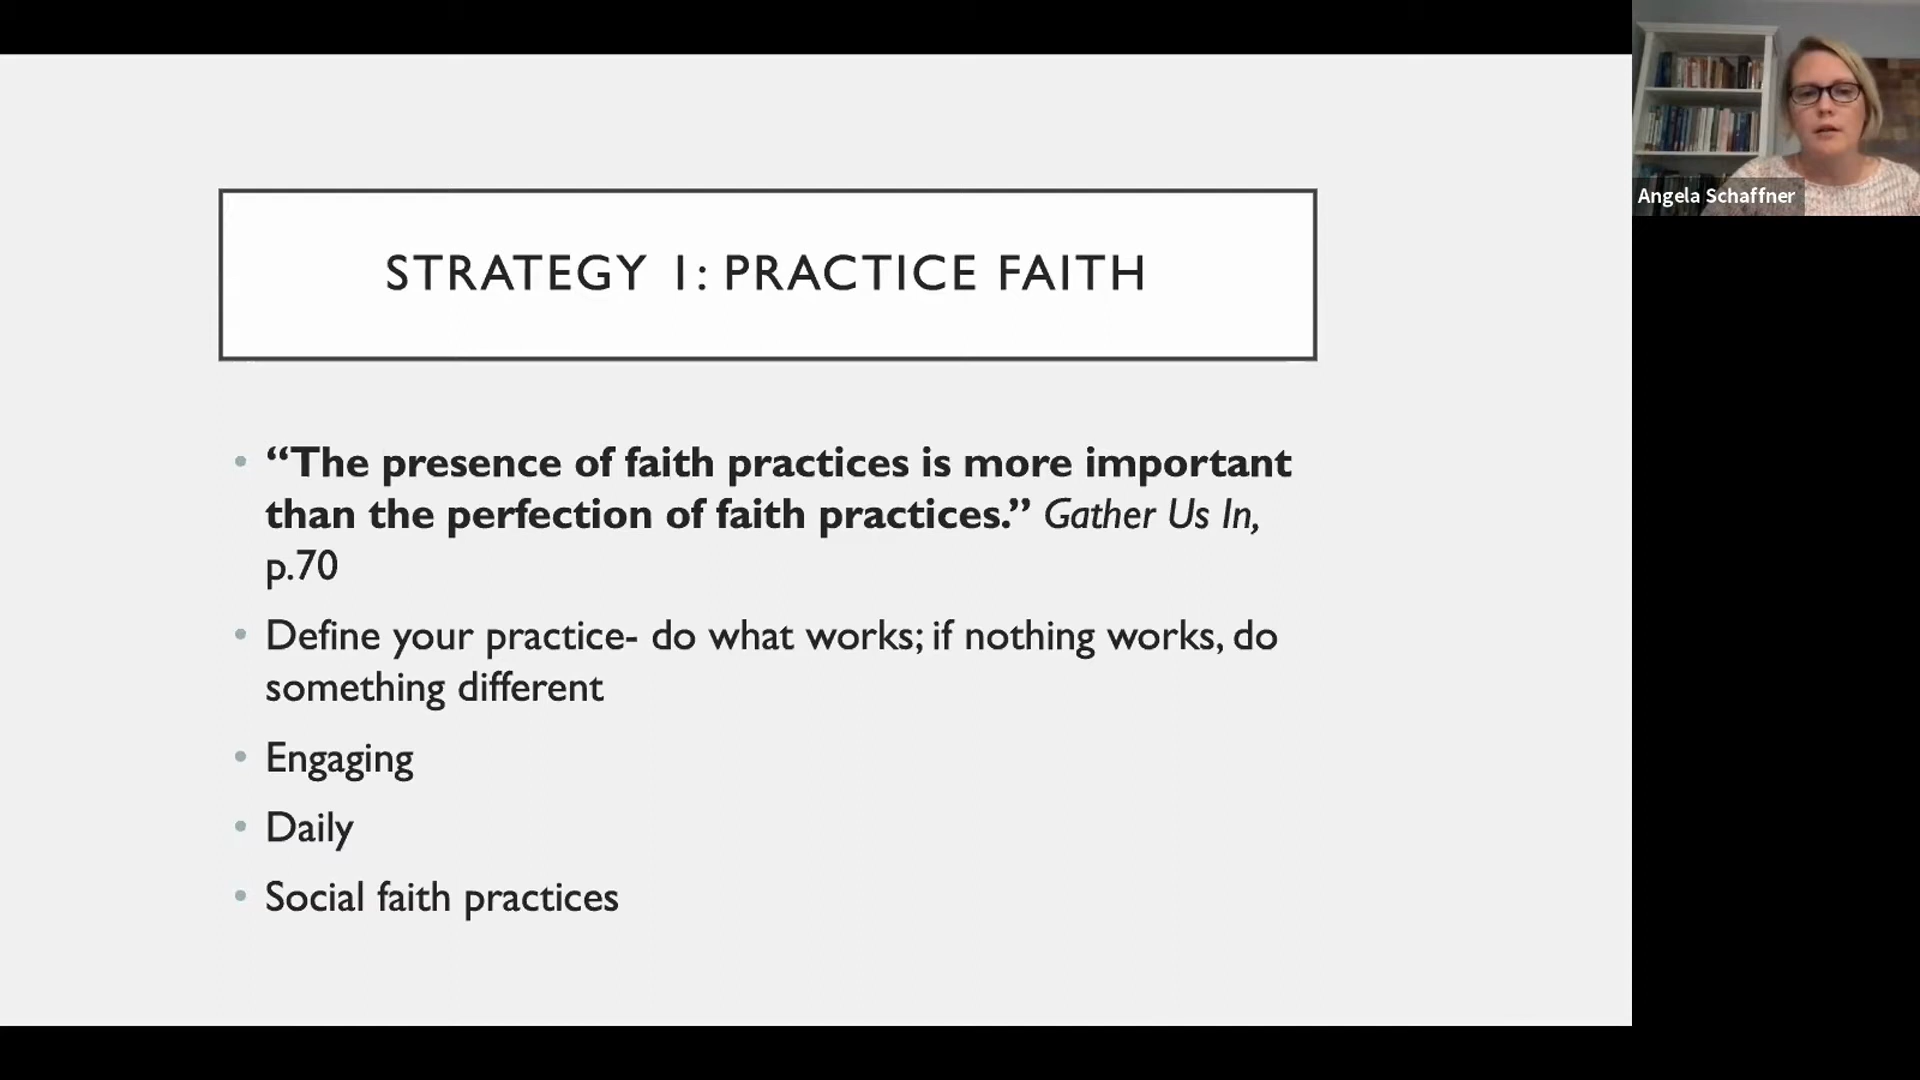 STRATEGY 1: PRACTICE FAITH
• “The presence of faith practices is more important
than the perfection of faith practices.” Gather Us In,
p.70
• Define your practice- do what works; if nothing works, do
something different
• Engaging
• Daily
• Social faith practices
Angela Schaffner